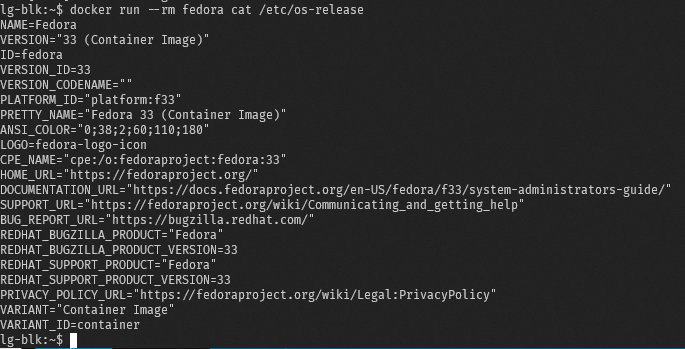 lg-blk:~$ docker run --rm fedora cat /etc/os-release
NAME=Fedora
VERSION="33 (Container Image)"
ID=fedora
VERSION_ID=33
VERSION_CODENAME=""
PLATFORM_ID="platform:f33"
PRETTY_NAME="Fedora 33 (Container Image)"
ANSI_COLOR="0;38;2;60;110;180"
LOGO=fedora-logo-icon
CPE_NAME="cpe:/o:fedoraproject:fedora:33"
HOME_URL="https://fedoraproject.org/"
DOCUMENTATION_URL="https://docs.fedoraproject.org/en-US/fedora/f33/system-administrators-guide/"
SUPPORT_URL="https://fedoraproject.org/wiki/Communicating_and_getting_help"
BUG_REPORT_URL="https://bugzilla.redhat.com/"
REDHAT_BUGZILLA_PRODUCT="Fedora"
REDHAT_BUGZILLA_PRODUCT_VERSION=33
REDHAT_SUPPORT_PRODUCT="Fedora"
REDHAT_SUPPORT_PRODUCT_VERSION=33
PRIVACY_POLICY_URL="https://fedoraproject.org/wiki/Legal:PrivacyPolicy"
VARIANT="Container Image"
VARIANT_ID=container
lg-blk:~$